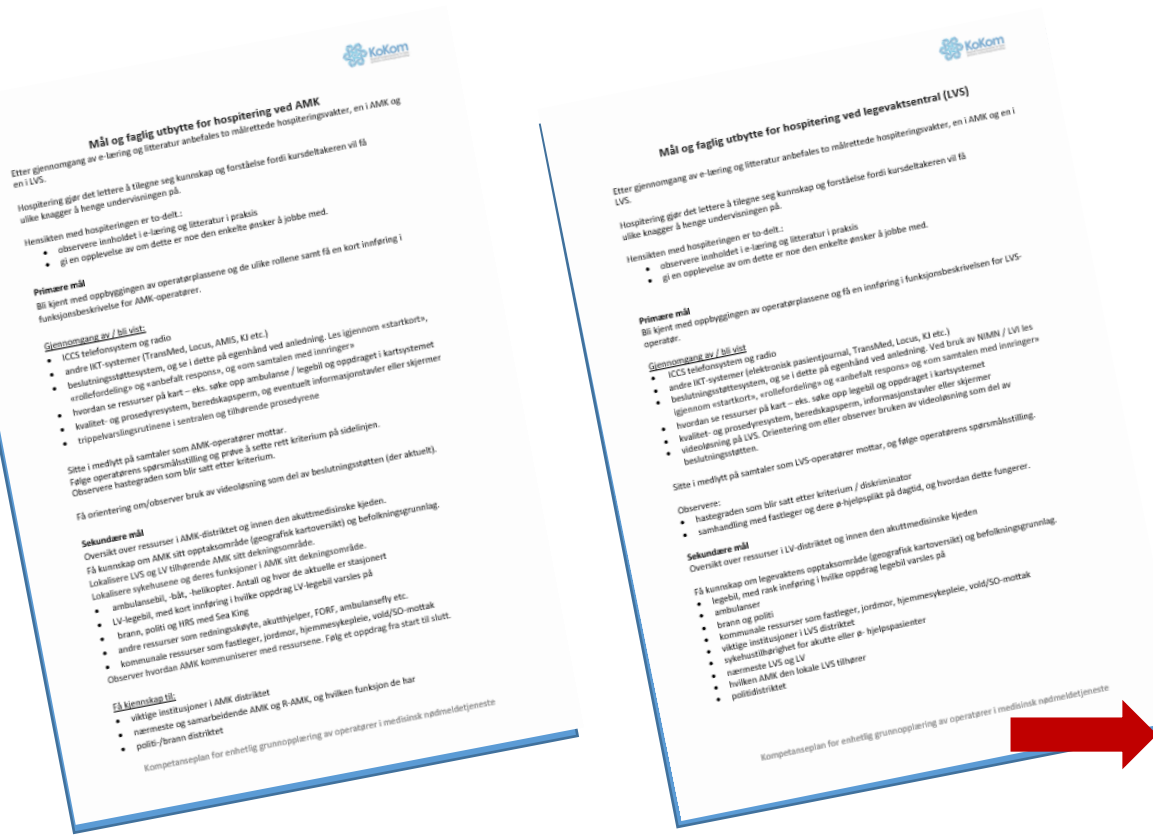 KoKom
Mål og faglig utbytte for hospitering ved AMK
Etter gjennomgang av e-læring og litteratur anbefales to målrettede hospiteringsvakter, en i AMK og
en i LVS.
Hospitering gjør det lettere å tilegne seg kunnskap og forståelse fordi kursdeltakeren vil få
ulike knagger å henge undervisningen på.
Hensikten med hospiteringen er to-delt.:
• observere innholdet i e-læring og litteratur i praksis
• gi en opplevelse av om dette er noe den enkelte ønsker å jobbe med.
Primære mål
Bli kjent med oppbyggingen av operatørplassene og de ulike rollene samt få en kort innføring i
funksjonsbeskrivelse for AMK-operatører.
Gjennomgang av / bli vist:
• ICCS telefonsystem og radio
• andre IKT-systemer (TransMed, Locus, AMIS, KJ etc.)
• beslutningsstøttesystem, og se i dette på egenhånd ved anledning. Les igjennom «startkort»,
«rollefordeling» og «anbefalt respons», og «om samtalen med innringer»
• hvordan se ressurser på kart – eks. søke opp ambulanse / legebil og oppdraget i kartsystemet
• kvalitet- og prosedyresystem, beredskapsperm, og eventuelt informasjonstavler eller skjermer
• trippelvarslingsrutinene i sentralen og tilhørende prosedyrene
Sitte i medlytt på samtaler som AMK-operatører mottar.
Følge operatørens spørsmålsstilling og prøve å sette rett kriterium på sidelinjen.
Observere hastegraden som blir satt etter kriterium.
Få orientering om/observer bruk av videoløsning som del av beslutningsstøtten (der aktuelt).
Sekundære mål
Oversikt over ressurser i AMK-distriktet og innen den akuttmedisinske kjeden.
Få kunnskap om AMK sitt opptaksområde (geografisk kartoversikt) og befolkningsgrunnlag.
Lokalisere LVS og LV tilhørende AMK sitt dekningsområde.
Lokalisere sykehusene og deres funksjoner i AMK sitt dekningsområde.
• ambulansebil, -båt, -helikopter. Antall og hvor de aktuelle er stasjonert
• LV-legebil, med kort innføring i hvilke oppdrag LV-legebil varsles på
• brann, politi og HRS med Sea King
• andre ressurser som redningsskøyte, akutthjelper, FORF, ambulansefly etc.
• kommunale ressurser som fastleger, jordmor, hjemmesykepleie, vold/SO-mottak
Observer hvordan AMK kommuniserer med ressursene. Følg et oppdrag fra start til slutt.
Få kjennskap til:
• viktige institusjoner i AMK distriktet
• nærmeste og samarbeidende AMK og R-AMK, og hvilken funksjon de har
• politi-/brann distriktet
Kompetanseplan for enhetlig grunnopplæring av operatører i medisinsk nødmeldetjeneste
KoKom
Mål og faglig utbytte for hospitering ved legevaktsentral (LVS)
Etter gjennomgang av e-læring og litteratur anbefales to målrettede hospiteringsvakter, en i AMK og en i
LVS.
Hospitering gjør det lettere å tilegne seg kunnskap og forståelse fordi kursdeltakeren vil få
ulike knagger å henge undervisningen på.
Hensikten med hospiteringen er to-delt.:
• observere innholdet i e-læring og litteratur i praksis
• gi en opplevelse av om dette er noe den enkelte ønsker å jobbe med.
Primære mål
Bli kjent med oppbyggingen av operatørplassene og få en innføring i funksjonsbeskrivelsen for LVS-
operatør.
Gjennomgang av / bli vist
• ICCS telefonsystem og radio
• andre IKT-systemer (elektronisk pasientjournal, TransMed, Locus, KJ etc.)
• beslutningsstøttesystem, og se i dette på egenhånd ved anledning. Ved bruk av NIMN / LVI les
igjennom «startkort», «rollefordeling» og «anbefalt respons» og «om samtalen med innringer»
• hvordan se ressurser på kart – eks. søke opp legebil og oppdraget i kartsystemet
• kvalitet- og prosedyresystem, beredskapsperm, informasjonstavler eller skjermer
• videoløsning på LVS. Orientering om eller observer bruken av videoløsning som del av
beslutningsstøtten.
Sitte i medlytt på samtaler som LVS-operatører mottar, og følge operatørens spørsmålsstilling.
Observere:
• hastegraden som blir satt etter kriterium / diskriminator
• samhandling med fastleger og dere ø-hjelpsplikt på dagtid, og hvordan dette fungerer.
Sekundære mål
Oversikt over ressurser i LV-distriktet og innen den akuttmedisinske kjeden
Få kunnskap om legevaktens opptaksområde (geografisk kartoversikt) og befolkningsgrunnlag.
• legebil, med rask innføring i hvilke oppdrag legebil varsles på
• ambulanser
• brann og politi
• kommunale ressurser som fastleger, jordmor, hjemmesykepleie, vold/SO-mottak
• viktige institusjoner i LVS distriktet
• sykehustilhørighet for akutte eller ø- hjelpspasienter
• nærmeste LVS og LV
• hvilken AMK den lokale LVS tilhører
• politidistriktet
Kompetanseplan for enhetlig grunnopplæring av operatører i medisinsk nødmeldetjeneste